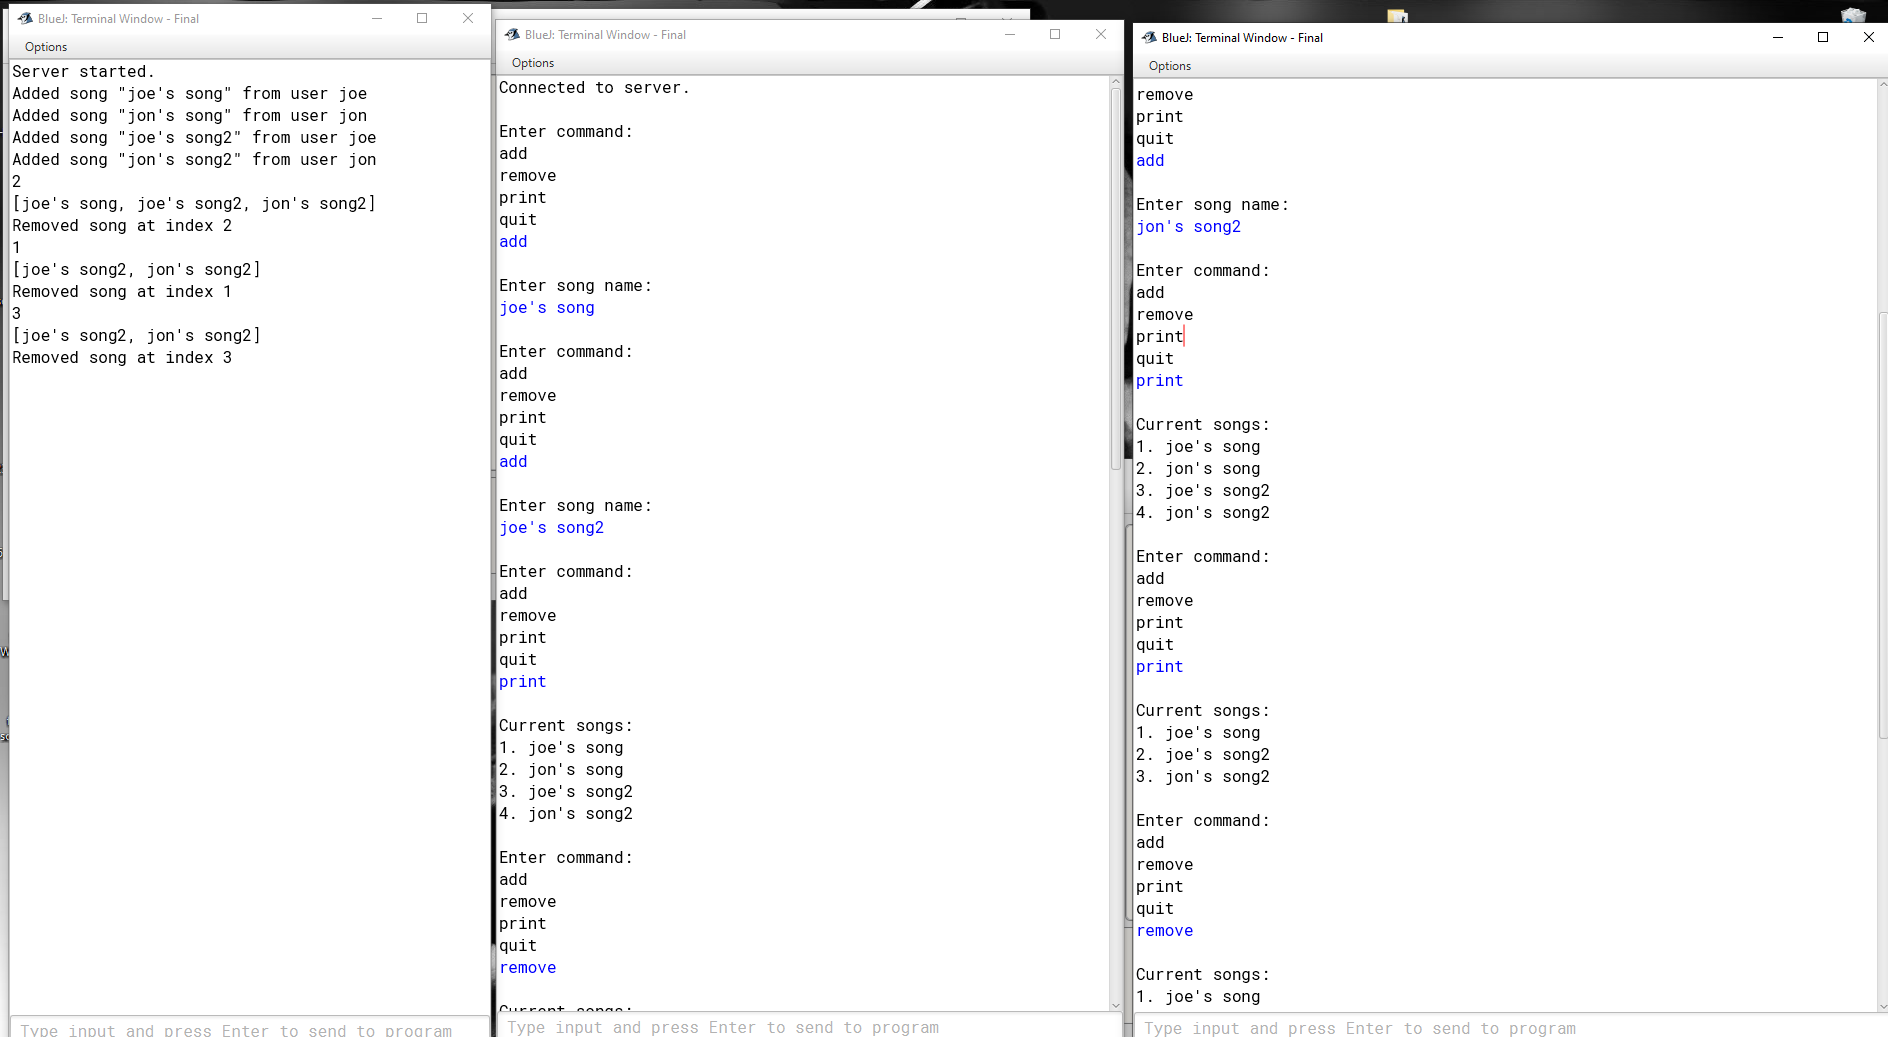 BlueJ: Terminal Window - Final
Options
Server started.
Added song "joe's song" from user joe
Added song "jon's song" from user jon
Added song "joe's song2" from user joe
Added song "jon's song2" from user jon
2
[joe's song, joe's song2, jon's song2]
Removed song at index 2
1
[joe's song2, jon's song2]
Removed song at index 1
3
[joe's song2, jon's song2]
Removed song at index 3
Type input and press Enter to send to program
BlueJ: Terminal Window - Final
Options
Connected to server.
Enter command:
add
remove
print
quit
add
Enter song name:
joe's song
Enter command:
add
remove
print
quit
add
Enter song name:
joe's song2
Enter command:
add
remove
print
quit
print
Current songs:
1. joe's song
2. jon's song
3. joe's song2
4. jon's song2
Enter command:
add
remove
print
quit
remove
Current songs:
Type input and press Enter to send to program
BlueJ: Terminal Window - Final
Options
remove
print
quit
add
Enter song name:
jon's song2
Enter command:
add
remove
print
quit
print
Current songs:
1. joe's song
2. jon's song
3. joe's song2
4. jon's song2
Enter command:
add
remove
print
quit
print
Current songs:
1. joe's song
2. joe's song2
3. jon's song2
Enter command:
add
remove
print
quit
remove
Current songs:
1. joe's song
Type input and press Enter to send to program